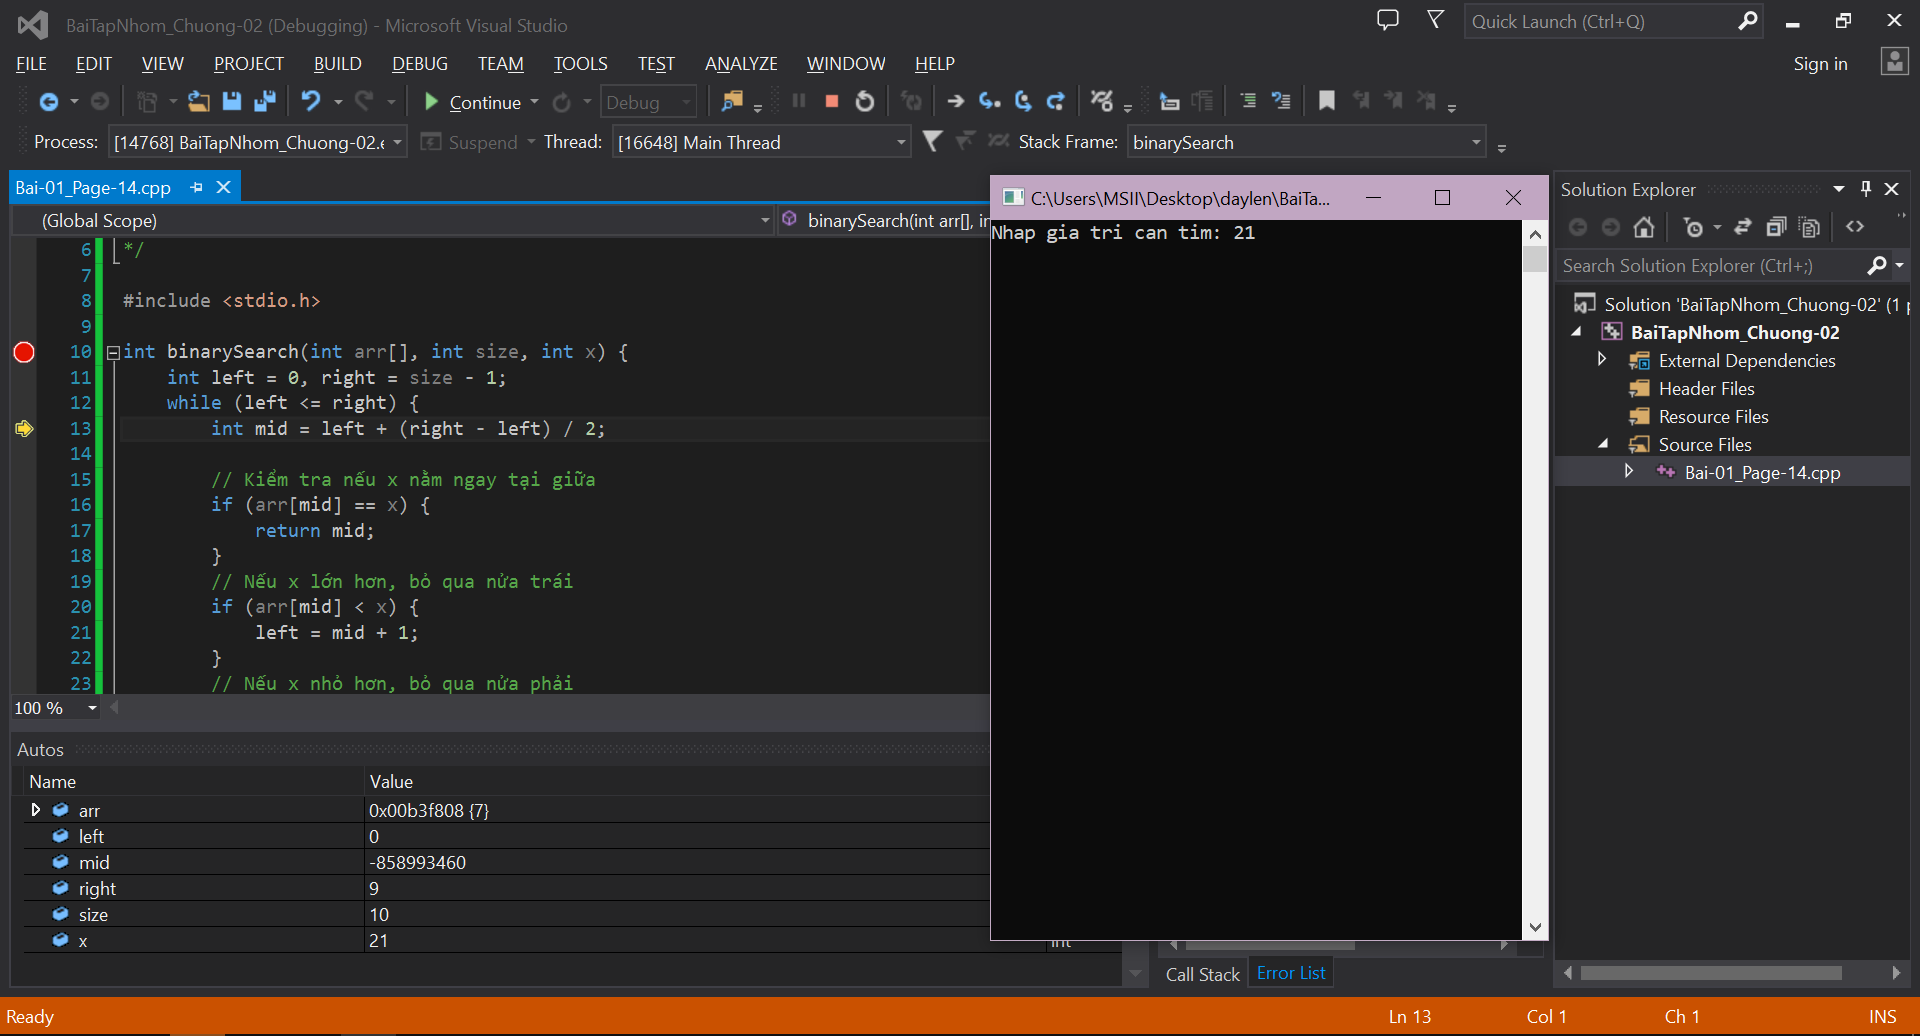 BaiTapNhom_Chuong-02 (Debugging) - Microsoft Visual Studio
Quick Launch (Ctrl+Q)
FILE EDIT VIEW PROJECT BUILD DEBUG TEAM TOOLS TEST ANALYZE WINDOW HELP
Sign in
Continue Debug
Process: [14768] BaiTapNhom_Chuong-02.e Suspend Thread: [16648] Main Thread Stack Frame: binarySearch
Bai-01_Page-14.cpp
(Global Scope) binarySearch(int arr[], in
6 */
7
8 #include <stdio.h>
9
10 int binarySearch(int arr[], int size, int x) {
11 int left = 0, right = size - 1;
12 while (left <= right) {
13 int mid = left + (right - left) / 2;
14
15 // Kiểm tra nếu x nằm ngay tại giữa
16 if (arr[mid] == x) {
17 return mid;
18 }
19 // Nếu x lớn hơn, bỏ qua nửa trái
20 if (arr[mid] < x) {
21 left = mid + 1;
22 }
23 // Nếu x nhỏ hơn, bỏ qua nửa phải
100 %
Autos
Name Value
arr 0x00b3f808 {7}
left 0
mid -858993460
right 9
size 10
x 21 int
C:\Users\MSII\Desktop\daylen\BaiTa...
Nhap gia tri can tim: 21
Call Stack Error List
Solution Explorer
Search Solution Explorer (Ctrl+;)
Solution 'BaiTapNhom_Chuong-02' (1 p
BaiTapNhom_Chuong-02
External Dependencies
Header Files
Resource Files
Source Files
Bai-01_Page-14.cpp
Ready Ln 13 Col 1 Ch 1 INS